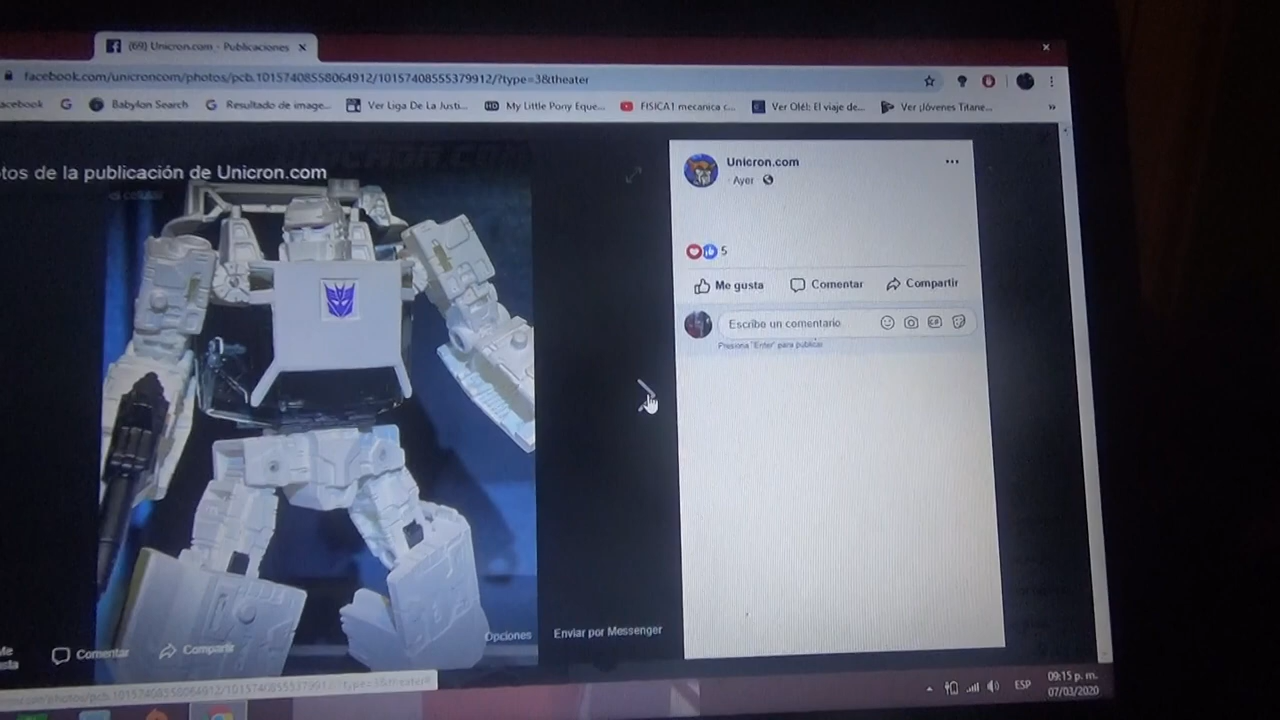 (69) Unicron.com - Publicaciones
facebook.com/unicroncom/photos/pcb.10157408558064912/10157408555379912/?type=3&theater
acebook
Babylon Search
Resultado de image...
Ver Liga De La Justi...
My Little Pony Eque...
FISICA1 mecanica c...
Ver Olé!: El viaje de...
Ver ¡Jóvenes Titane...
»
tos de la publicación de Unicron.com
Unicron.com
Ayer
5
Me gusta
Comentar
Compartir
Escribe un comentario
Presiona "Enter" para publicar
Opciones
Enviar por Messenger
Me
sta
Comentar
Compartir
ESP
09:15 p. m.
07/03/2020